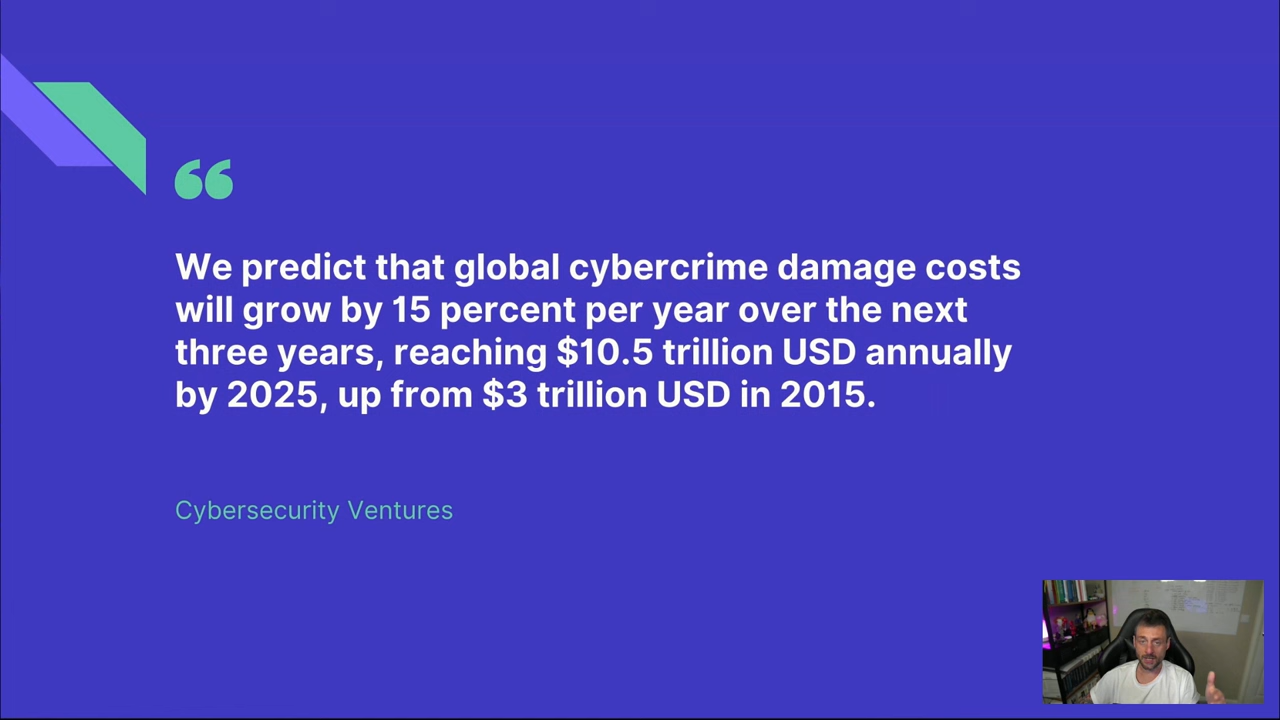 “
We predict that global cybercrime damage costs
will grow by 15 percent per year over the next
three years, reaching $10.5 trillion USD annually
by 2025, up from $3 trillion USD in 2015.
Cybersecurity Ventures